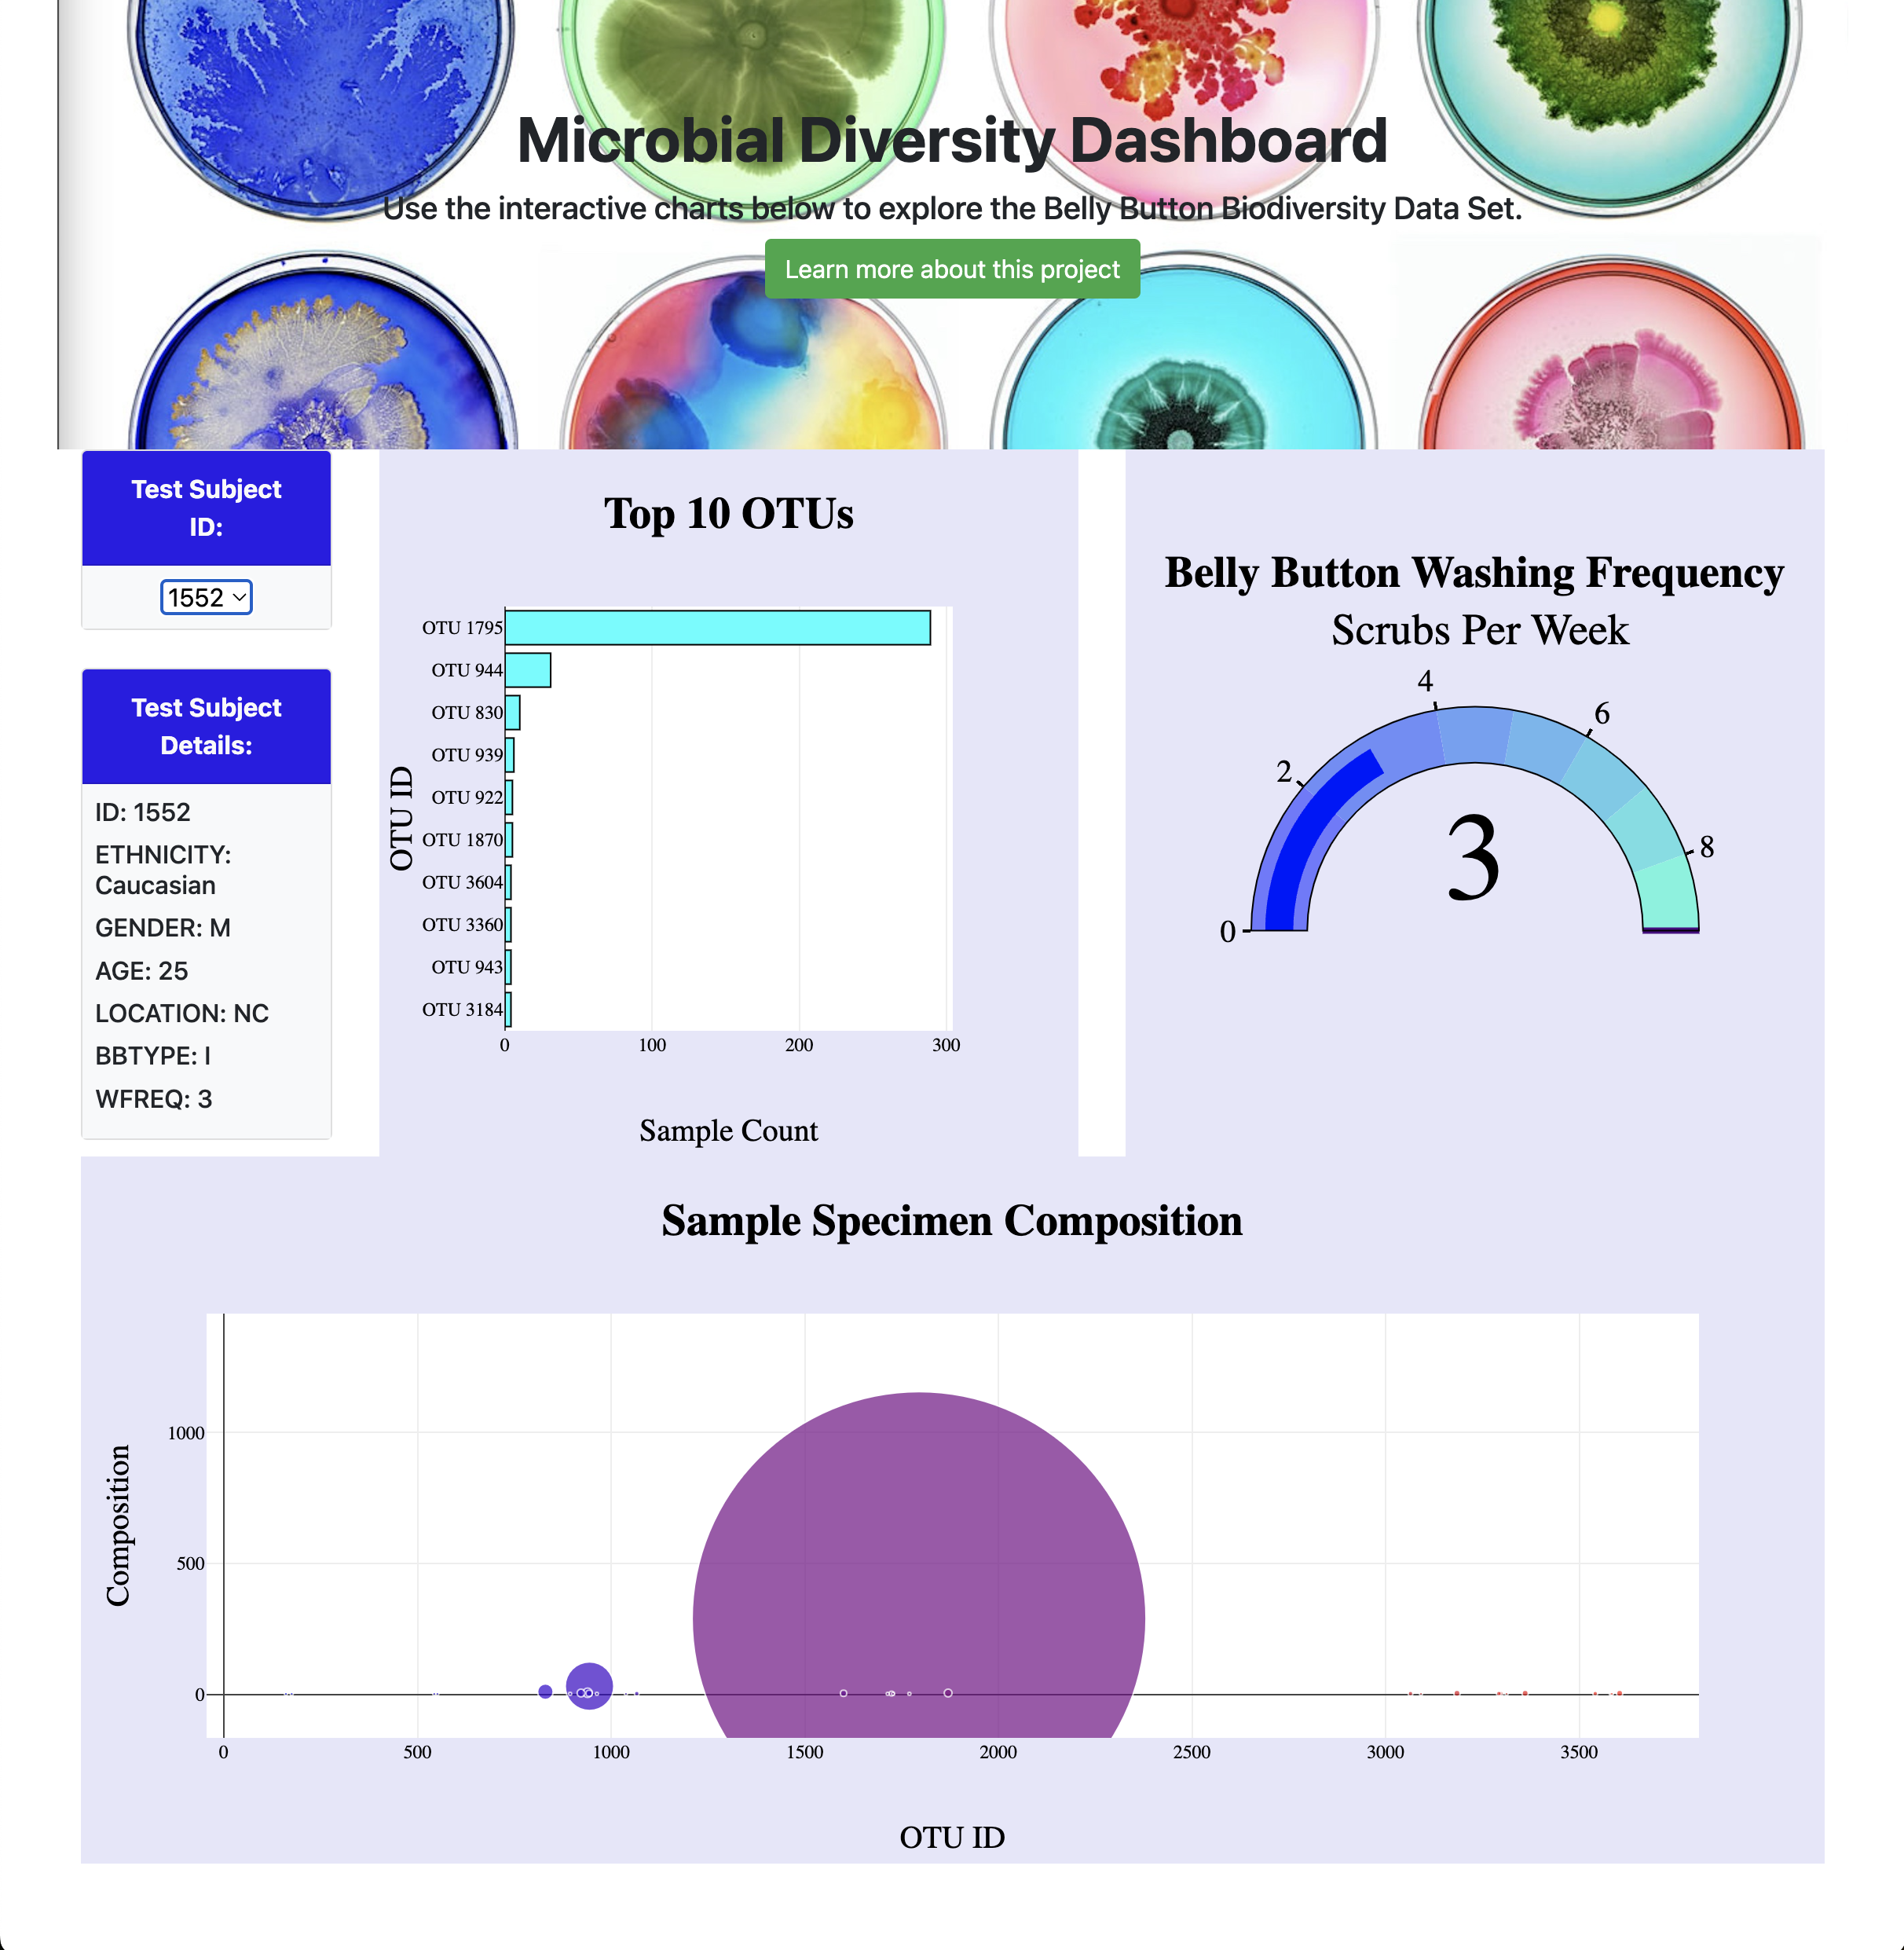 Microbial Diversity Dashboard
Use the interactive charts below to explore the Belly Button Biodiversity Data Set.
Learn more about this project
Test Subject
ID:
1552
Test Subject
Details:
ID: 1552
ETHNICITY:
Caucasian
GENDER: M
AGE: 25
LOCATION: NC
BBTYPE: I
WFREQ: 3
Top 10 OTUs
OTU ID
OTU 1795
OTU 944
OTU 830
OTU 939
OTU 922
OTU 1870
OTU 3604
OTU 3360
OTU 943
OTU 3184
0 100 200 300
Sample Count
Belly Button Washing Frequency
Scrubs Per Week
0
2
4
6
8
3
Sample Specimen Composition
Composition
1000
500
0
0 500 1000 1500 2000 2500 3000 3500
OTU ID